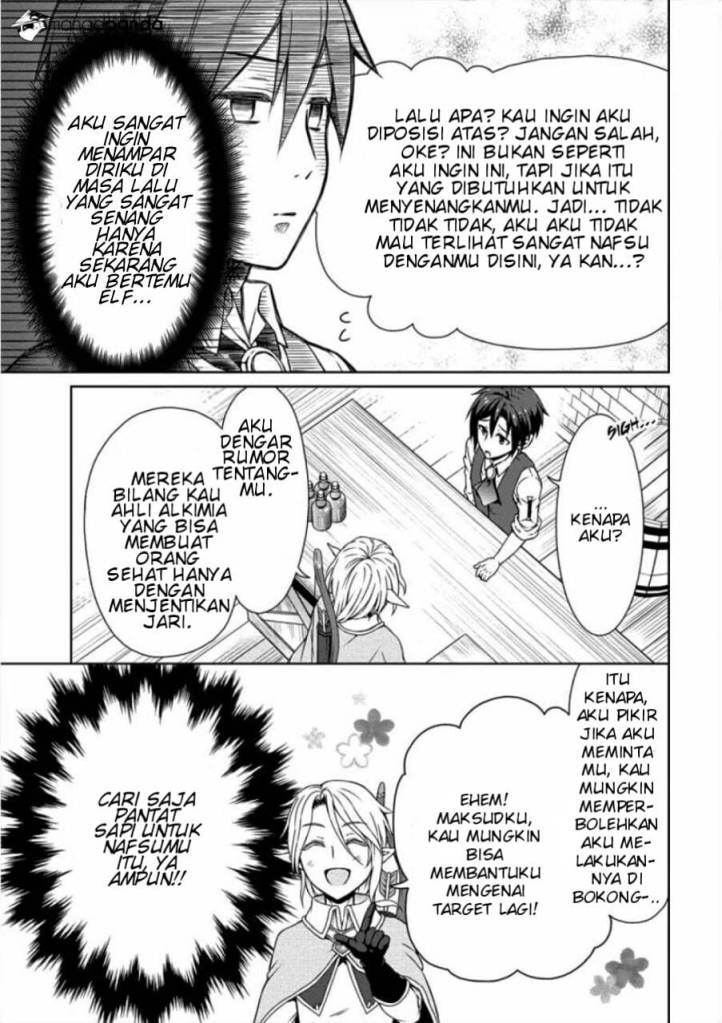 mangapanda
LALU APA? KAU INGIN AKU
DIPOSISI ATAS? JANGAN SALAH,
OKE? INI BUKAN SEPERTI
AKU INGIN INI, TAPI JIKA ITU
YANG DIBUTUHKAN UNTUK
MENYENANGKANMU. JADI... TIDAK
TIDAK TIDAK, AKU AKU TIDAK
MAU TERLIHAT SANGAT NAFSU
DENGANMU DISINI, YA KAN...?
AKU SANGAT
INGIN
MENAMPAR
DIRIKU DI
MASA LALU
YANG SANGAT
SENANG
HANYA
KARENA
SEKARANG
AKU BERTEMU
ELF...
SIGH...
...
KENAPA
AKU?
AKU
DENGAR
RUMOR
TENTANG-
MU.
MEREKA
BILANG KAU
AHLI ALKIMIA
YANG BISA
MEMBUAT
ORANG
SEHAT HANYA
DENGAN
MENJENTIKAN
JARI.
ITU
KENAPA,
AKU PIKIR
JIKA AKU
MEMINTA
MU, KAU
MUNGKIN
MEMPER-
BOLEHKAN
AKU ME-
LAKUKAN-
NYA DI
BOKONG-..
EHEM!
MAKSUDKU,
KAU MUNGKIN
BISA
MEMBANTUKU
MENGENAI
TARGET LAGI!
CARI SAJA
PANTAT
SAPI UNTUK
NAFSUMU
ITU, YA
AMPUN!!